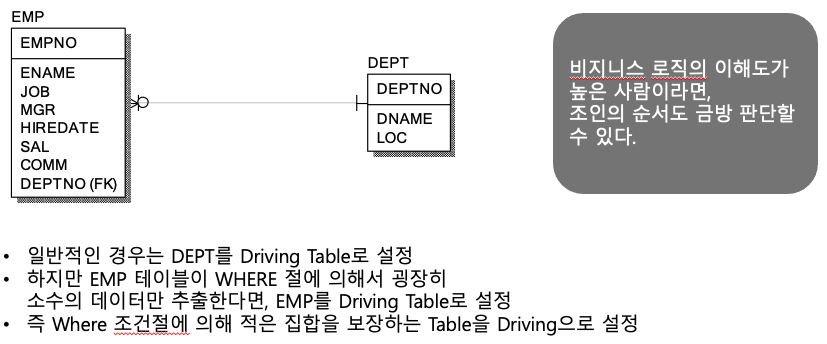 EMP
EMPNO
ENAME
JOB
MGR
HIREDATE
SAL
COMM
DEPTNO (FK)
DEPT
DEPTNO
DNAME
LOC
비지니스 로직의 이해도가
높은 사람이라면,
조인의 순서도 금방 판단할
수 있다.
• 일반적인 경우는 DEPT를 Driving Table로 설정
• 하지만 EMP 테이블이 WHERE 절에 의해서 굉장히
소수의 데이터만 추출한다면, EMP를 Driving Table로 설정
• 즉 Where 조건절에 의해 적은 집합을 보장하는 Table을 Driving으로 설정